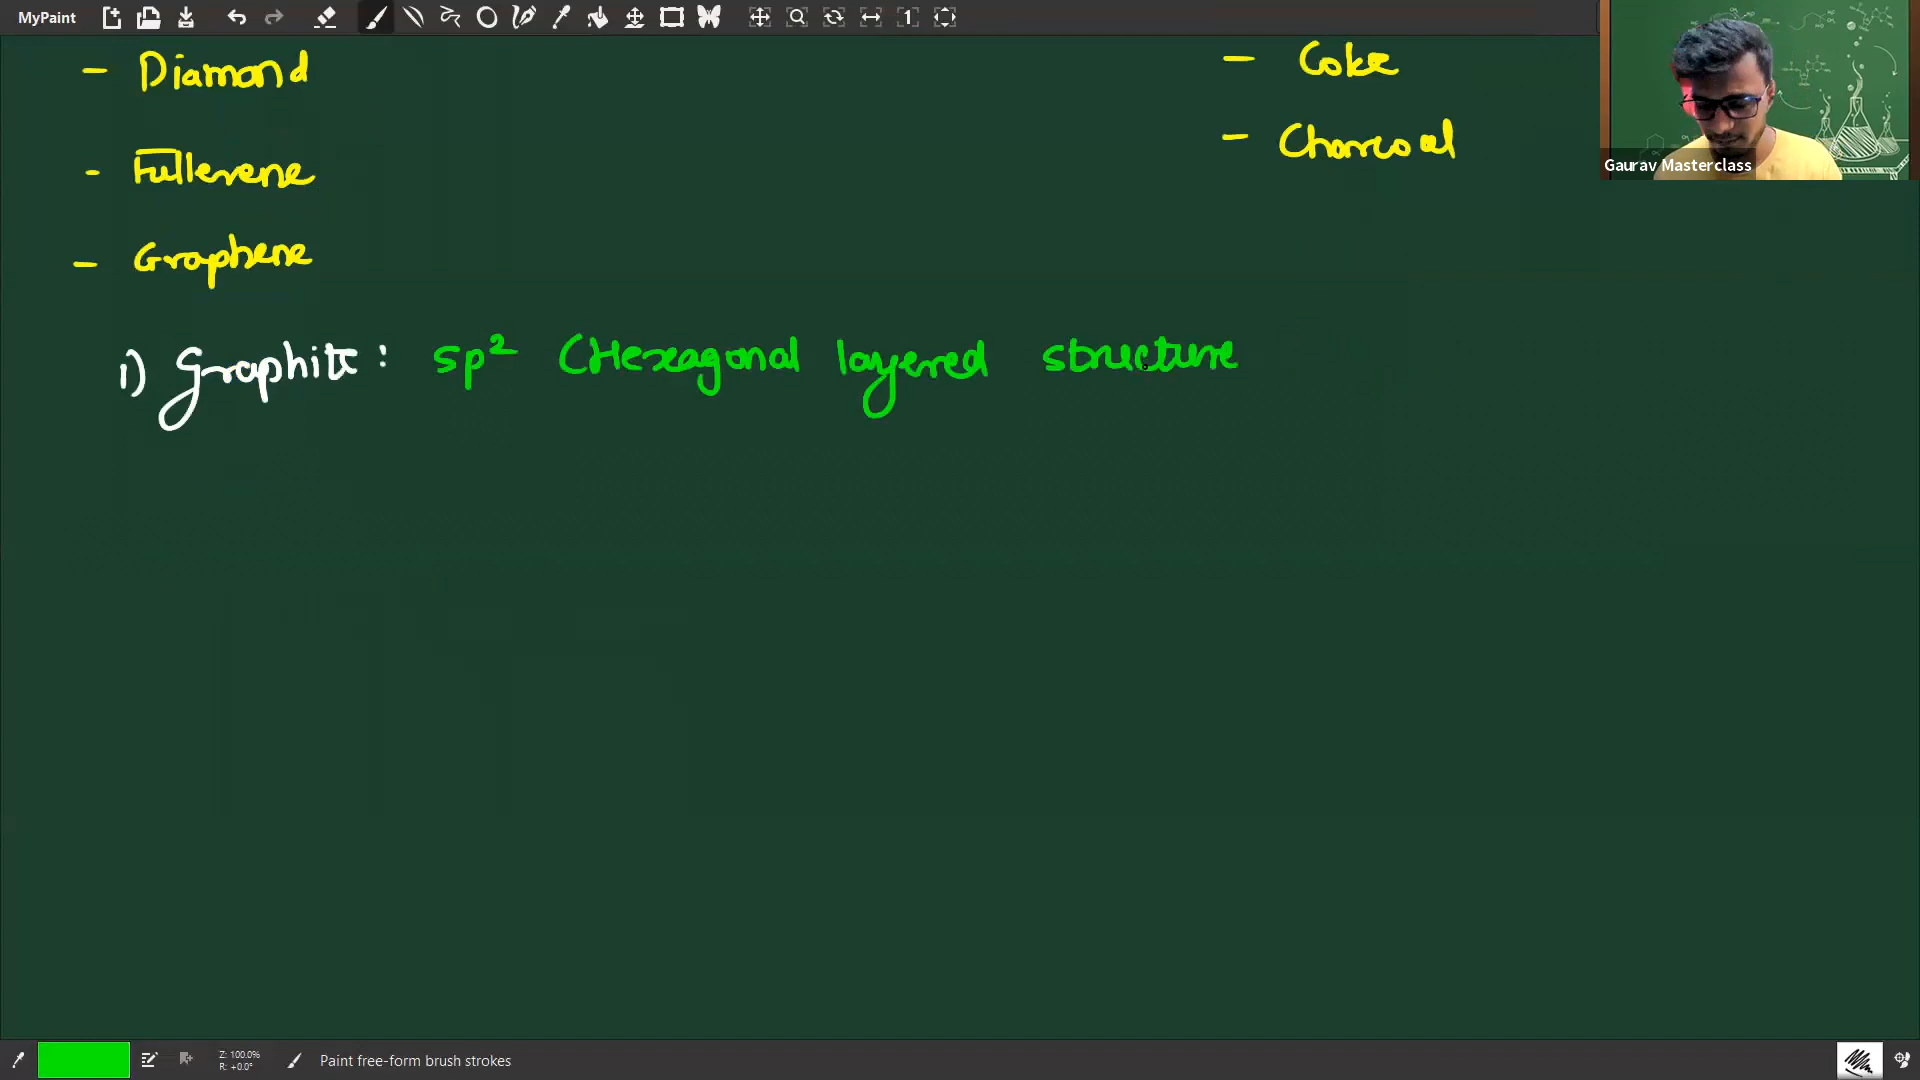 MyPaint
1
- Diamond
- Coke
- Charcoal
Gaurav Masterclass
- Fullerene
- Graphene
1) Graphite : sp² (Hexagonal layered structure
Z: 100.0%
R: +0.0°
Paint free-form brush strokes